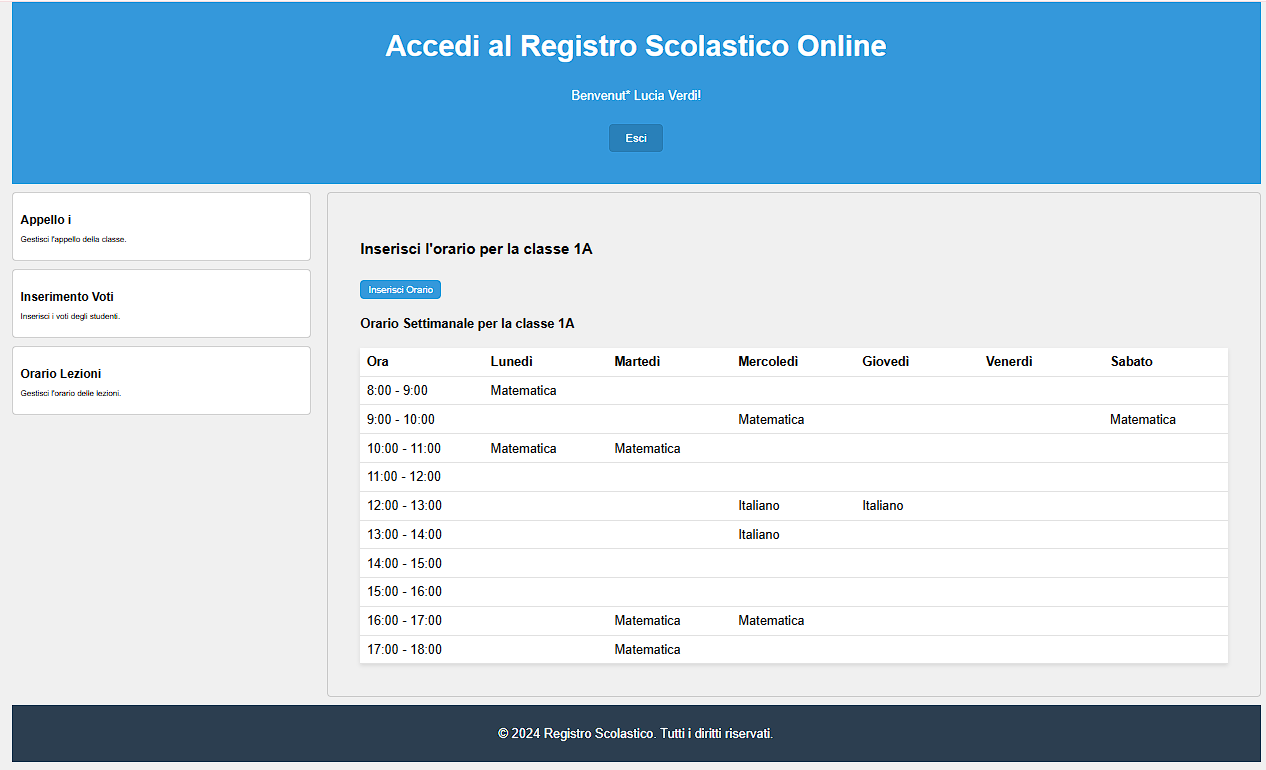 Accedi al Registro Scolastico Online
Benvenut* Lucia Verdi!
Esci
Appello i
Gestisci l'appello della classe.
Inserimento Voti
Inserisci i voti degli studenti.
Orario Lezioni
Gestisci l'orario delle lezioni.
Inserisci l'orario per la classe 1A
Inserisci Orario
Orario Settimanale per la classe 1A
Ora Lunedì Martedì Mercoledì Giovedì Venerdì Sabato
8:00 - 9:00 Matematica
9:00 - 10:00 Matematica Matematica
10:00 - 11:00 Matematica Matematica
11:00 - 12:00
12:00 - 13:00 Italiano Italiano
13:00 - 14:00 Italiano
14:00 - 15:00
15:00 - 16:00
16:00 - 17:00 Matematica Matematica
17:00 - 18:00 Matematica
© 2024 Registro Scolastico. Tutti i diritti riservati.